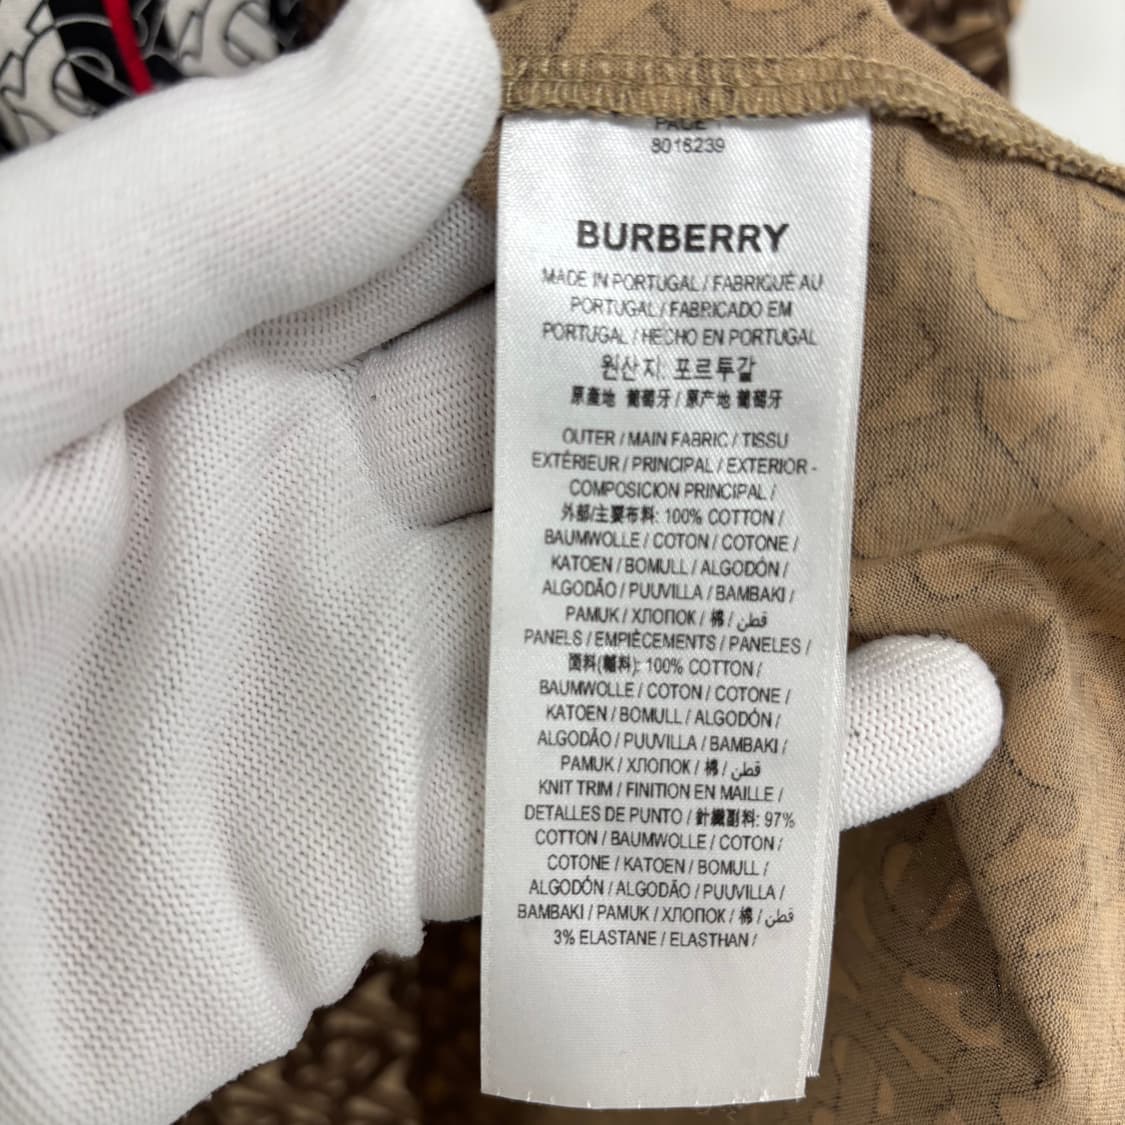 PAGE
8016239
BURBERRY
MADE IN PORTUGAL / FABRIQUÉ AU
PORTUGAL / FABRICADO EM
PORTUGAL / HECHO EN PORTUGAL
원산지: 포르투갈
原產地 葡萄牙 / 原产地 葡萄牙
OUTER / MAIN FABRIC / TISSU
EXTÉRIEUR / PRINCIPAL / EXTERIOR -
COMPOSICION PRINCIPAL /
外部/主要布料: 100% COTTON /
BAUMWOLLE / COTON / COTONE /
KATOEN / BOMULL / ALGODÓN /
ALGODÃO / PUUVILLA / BAMBAKI /
PAMUK / ХЛОПОК / 棉 / قطن /
PANELS / EMPIÈCEMENTS / PANELES /
面料(輔料): 100% COTTON /
BAUMWOLLE / COTON / COTONE /
KATOEN / BOMULL / ALGODÓN /
ALGODÃO / PUUVILLA / BAMBAKI /
PAMUK / ХЛОПОК / 棉 / قطن
KNIT TRIM / FINITION EN MAILLE /
DETALLES DE PUNTO / 針織副料: 97%
COTTON / BAUMWOLLE / COTON /
COTONE / KATOEN / BOMULL /
ALGODÓN / ALGODÃO / PUUVILLA /
BAMBAKI / PAMUK / ХЛОПОК / 棉 / قطن
3% ELASTANE / ELASTHAN /